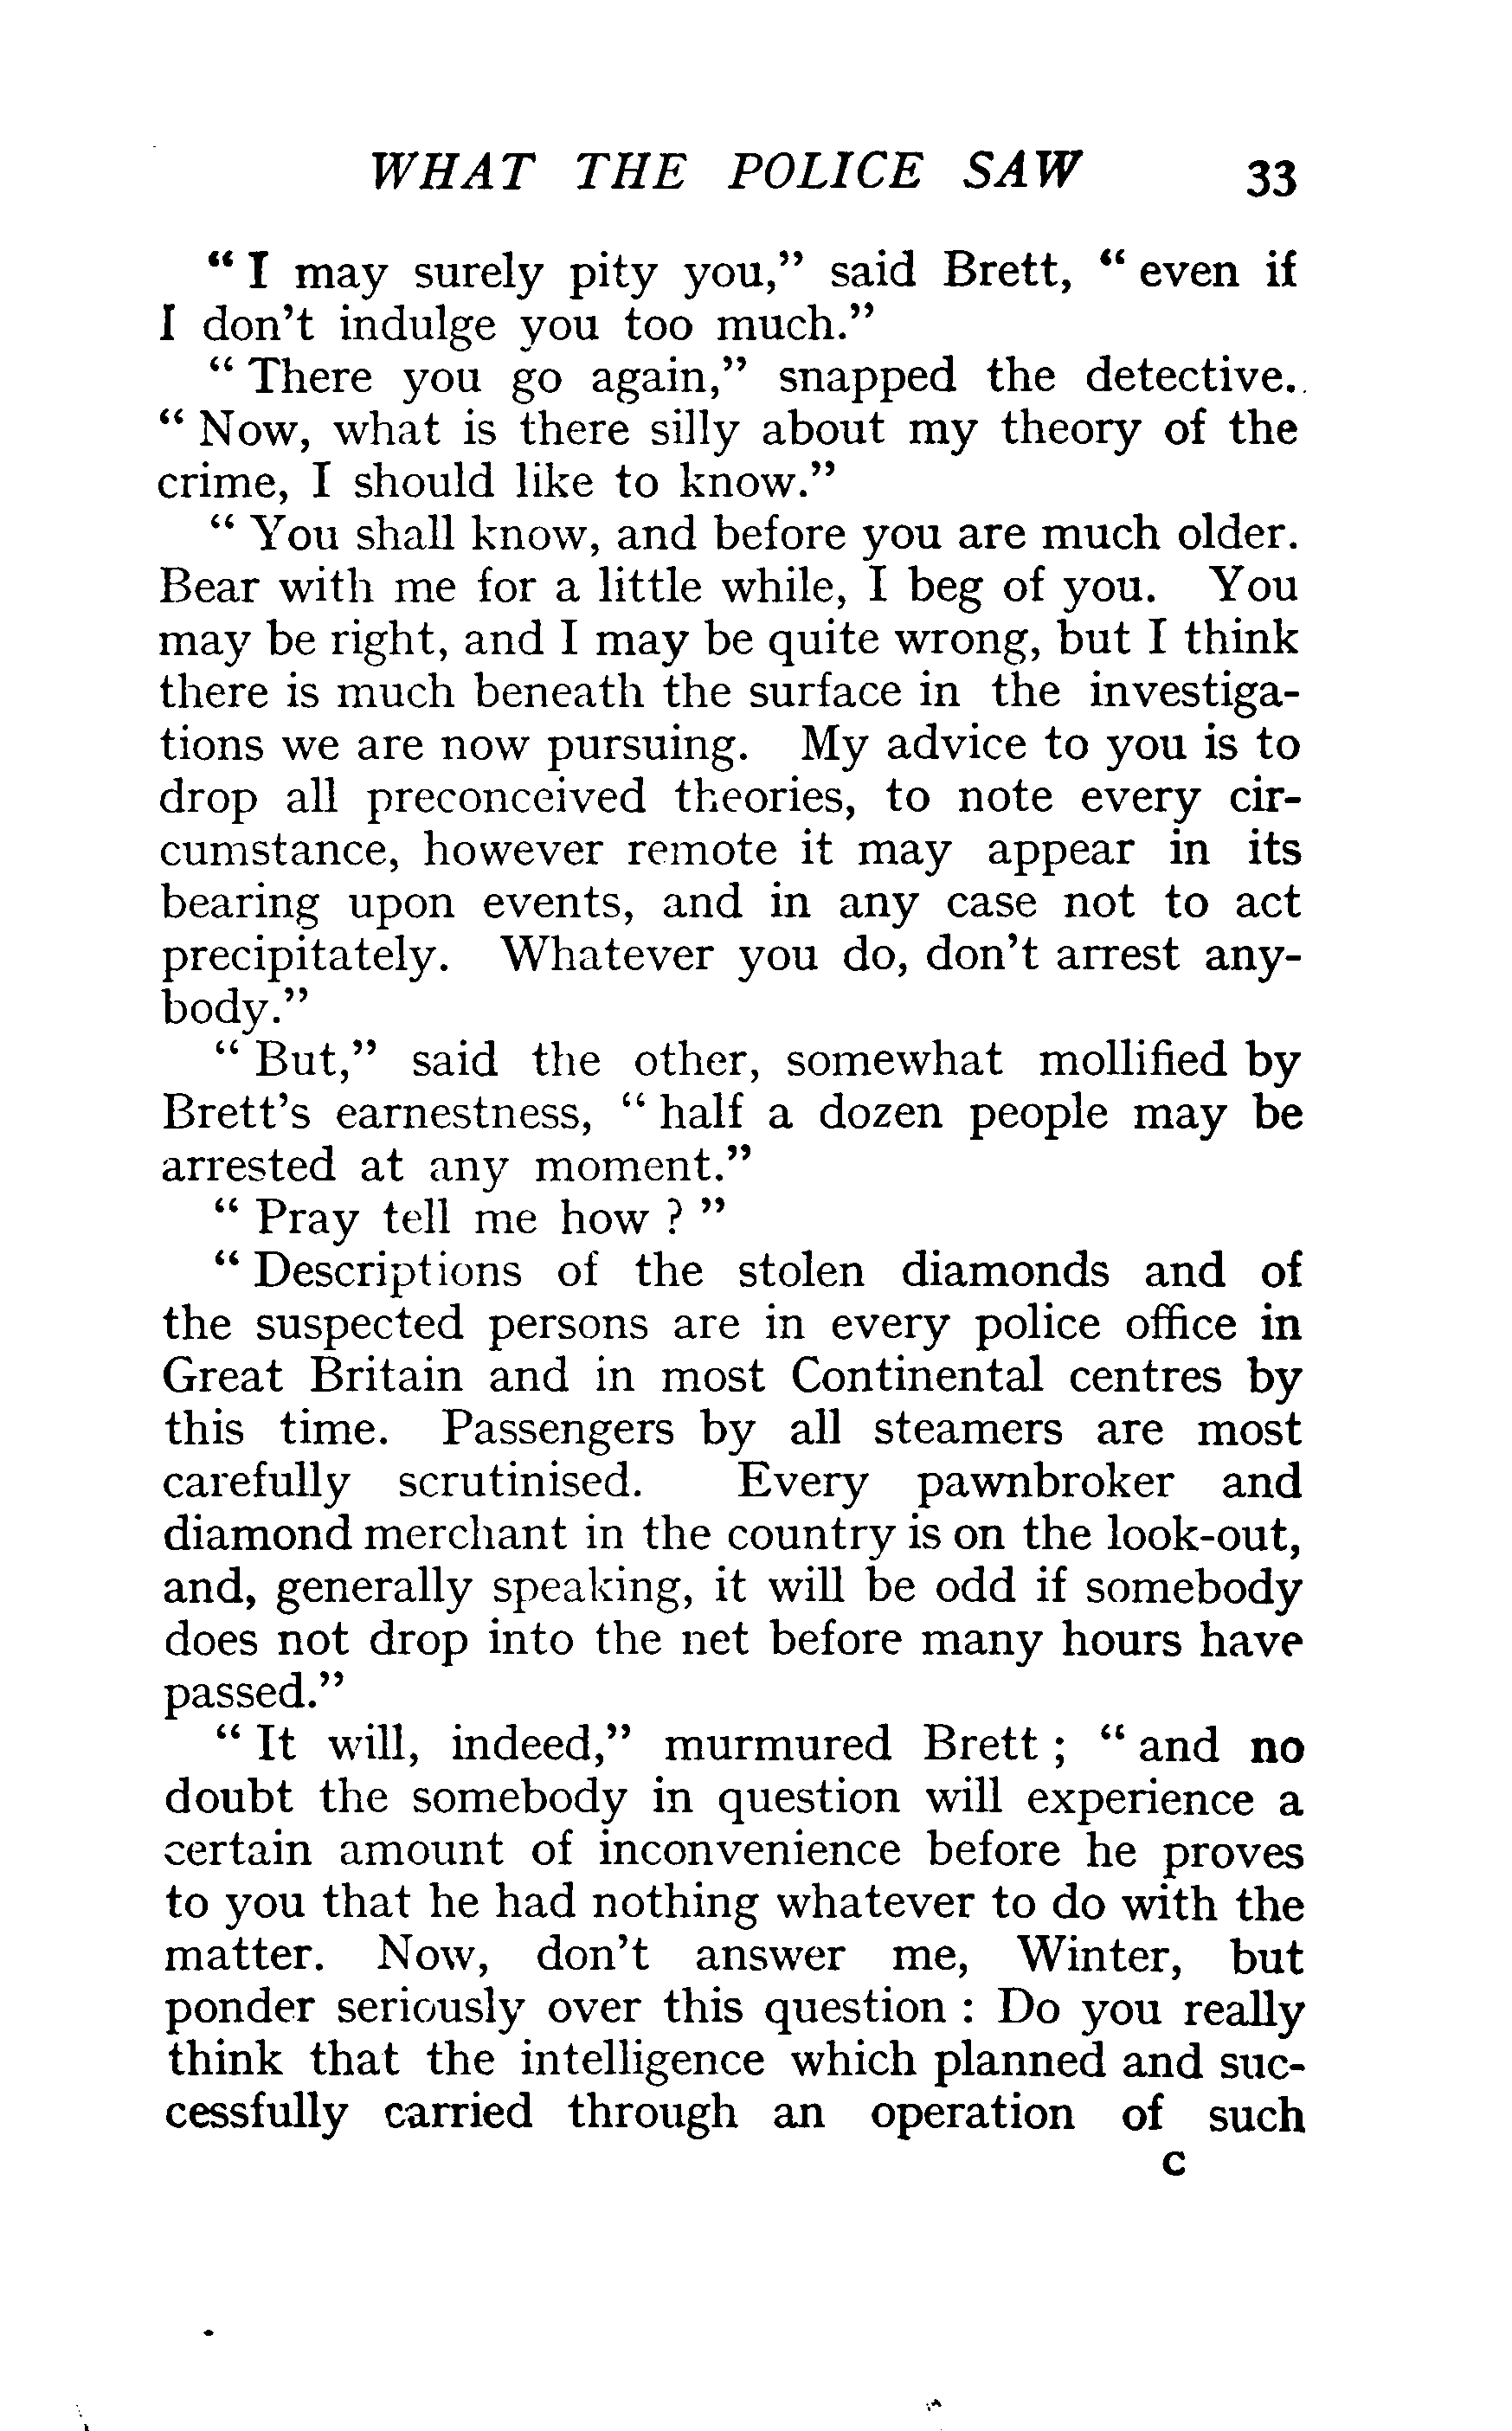 WHAT THE POLICE SAW 33
“ I may surely pity you,” said Brett, “ even if
I don’t indulge you too much.”
“ There you go again,” snapped the detective.
“ Now, what is there silly about my theory of the
crime, I should like to know.”
“ You shall know, and before you are much older.
Bear with me for a little while, I beg of you. You
may be right, and I may be quite wrong, but I think
there is much beneath the surface in the investiga-
tions we are now pursuing. My advice to you is to
drop all preconceived theories, to note every cir-
cumstance, however remote it may appear in its
bearing upon events, and in any case not to act
precipitately. Whatever you do, don’t arrest any-
body.”
“ But,” said the other, somewhat mollified by
Brett’s earnestness, “ half a dozen people may be
arrested at any moment.”
“ Pray tell me how ? ”
“ Descriptions of the stolen diamonds and of
the suspected persons are in every police office in
Great Britain and in most Continental centres by
this time. Passengers by all steamers are most
carefully scrutinised. Every pawnbroker and
diamond merchant in the country is on the look-out,
and, generally speaking, it will be odd if somebody
does not drop into the net before many hours have
passed.”
“ It will, indeed,” murmured Brett ; “ and no
doubt the somebody in question will experience a
certain amount of inconvenience before he proves
to you that he had nothing whatever to do with the
matter. Now, don’t answer me, Winter, but
ponder seriously over this question : Do you really
think that the intelligence which planned and suc-
cessfully carried through an operation of such
C